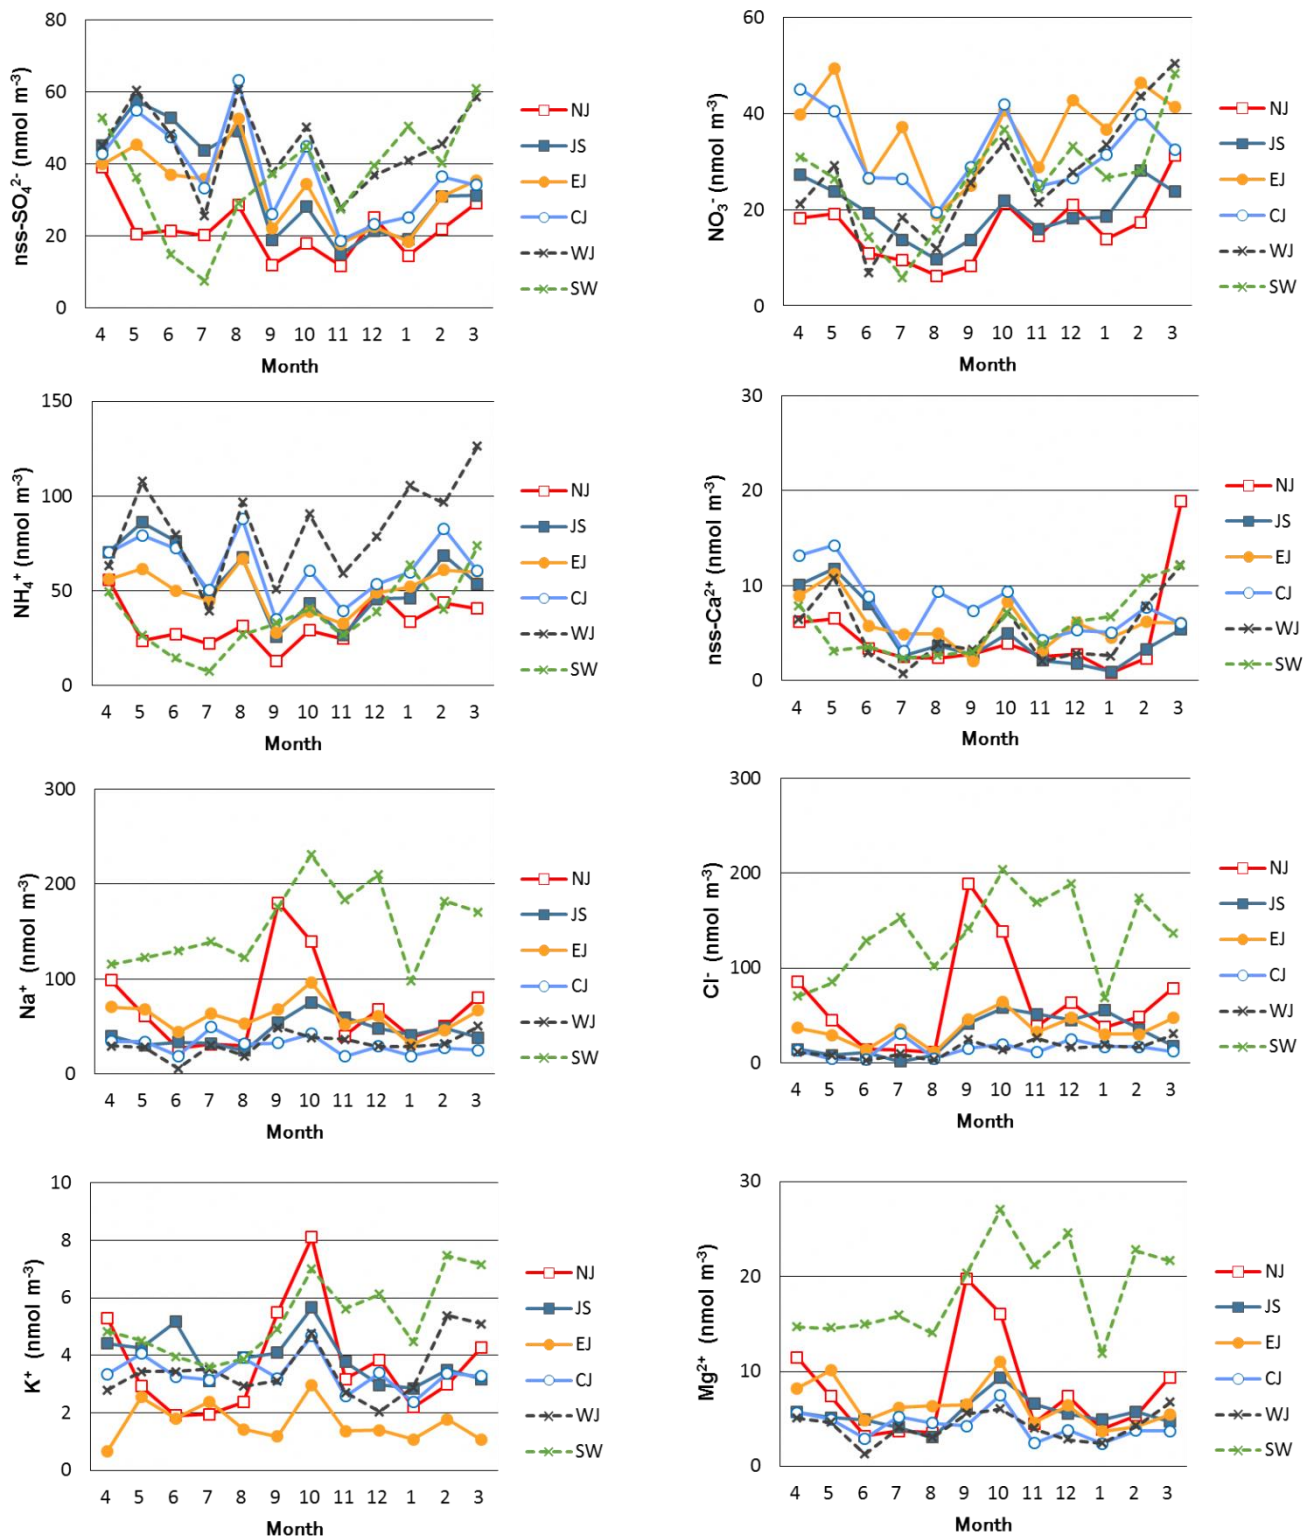 80
60
40
20
0
nss-SO₄²⁻ (nmol m⁻³)
4 5 6 7 8 9 10 11 12 1 2 3
Month
NJ
JS
EJ
CJ
WJ
SW
60
40
20
0
NO₃⁻ (nmol m⁻³)
4 5 6 7 8 9 10 11 12 1 2 3
Month
NJ
JS
EJ
CJ
WJ
SW
150
100
50
0
NH₄⁺ (nmol m⁻³)
4 5 6 7 8 9 10 11 12 1 2 3
Month
NJ
JS
EJ
CJ
WJ
SW
30
20
10
0
nss-Ca²⁺ (nmol m⁻³)
4 5 6 7 8 9 10 11 12 1 2 3
Month
NJ
JS
EJ
CJ
WJ
SW
300
200
100
0
Na⁺ (nmol m⁻³)
4 5 6 7 8 9 10 11 12 1 2 3
Month
NJ
JS
EJ
CJ
WJ
SW
300
200
100
0
Cl⁻ (nmol m⁻³)
4 5 6 7 8 9 10 11 12 1 2 3
Month
NJ
JS
EJ
CJ
WJ
SW
10
8
6
4
2
0
K⁺ (nmol m⁻³)
4 5 6 7 8 9 10 11 12 1 2 3
Month
NJ
JS
EJ
CJ
WJ
SW
30
20
10
0
Mg²⁺ (nmol m⁻³)
4 5 6 7 8 9 10 11 12 1 2 3
Month
NJ
JS
EJ
CJ
WJ
SW